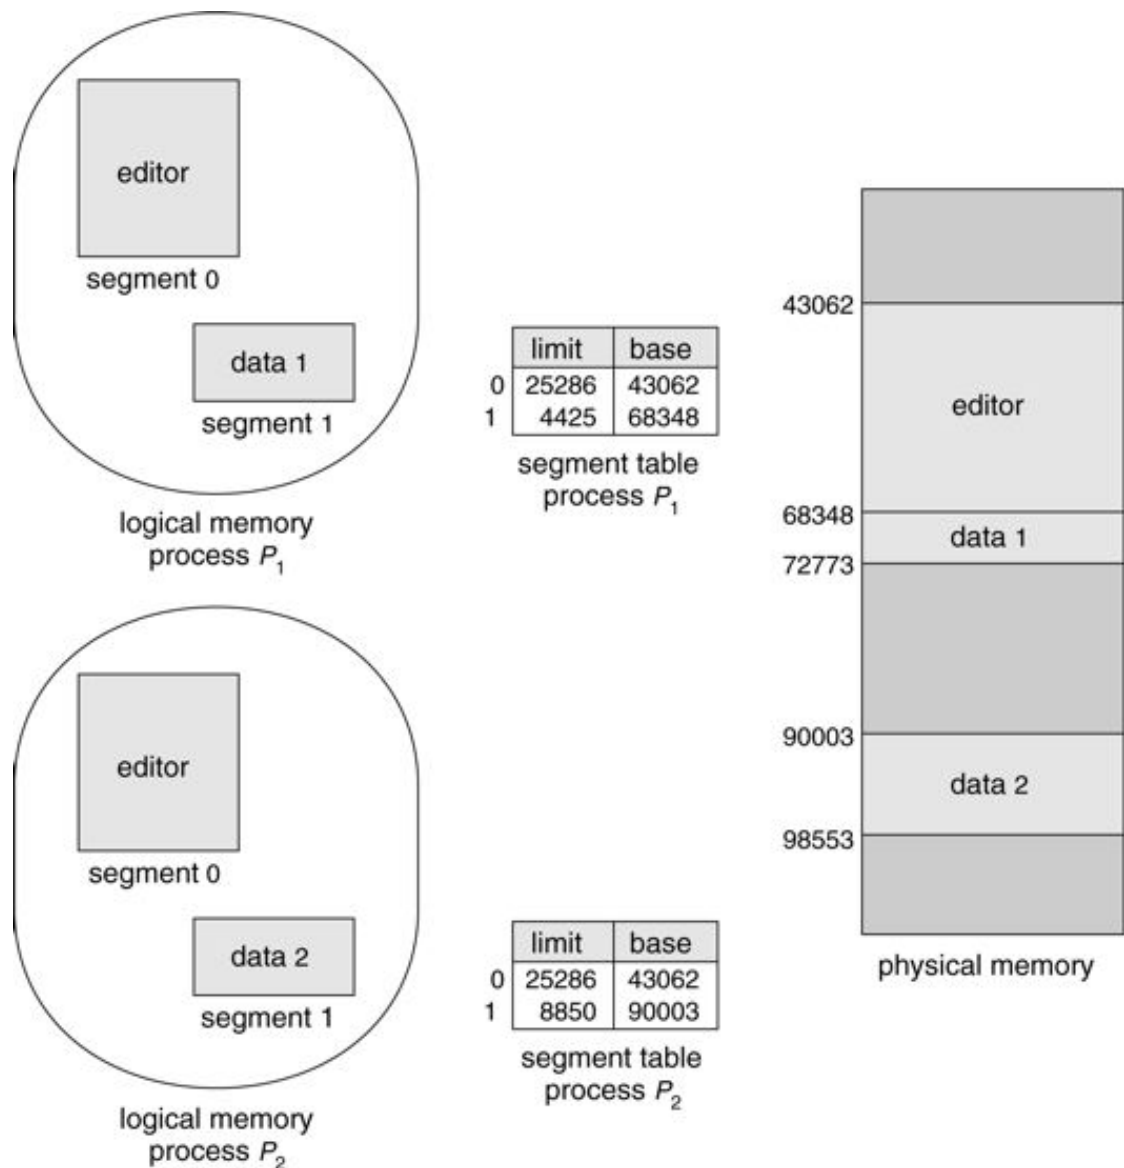 editor
segment 0
data 1
segment 1
logical memory
process P1
limit base
0 25286 43062
1 4425 68348
segment table
process P1
43062
editor
68348
data 1
72773
90003
data 2
98553
physical memory
editor
segment 0
data 2
segment 1
logical memory
process P2
limit base
0 25286 43062
1 8850 90003
segment table
process P2